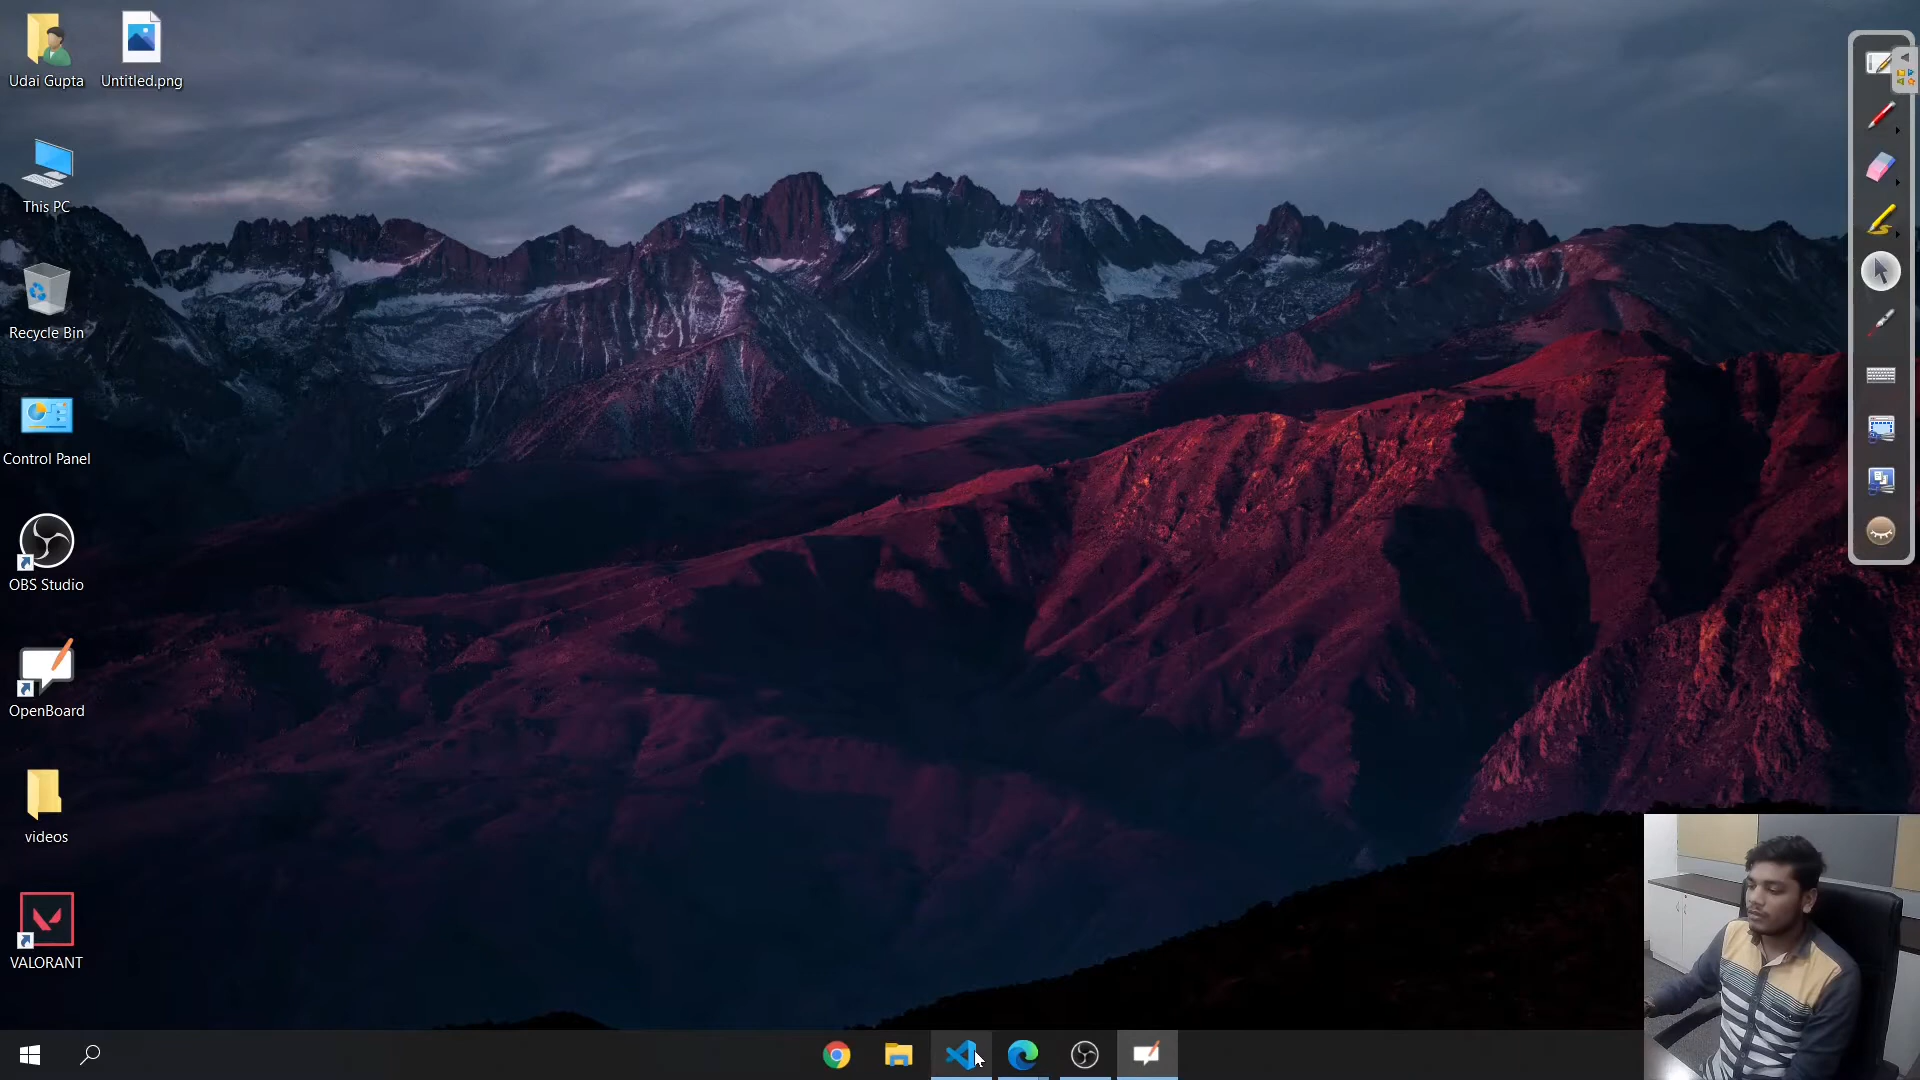 Udai Gupta
Untitled.png
This PC
Recycle Bin
Control Panel
OBS Studio
OpenBoard
videos
VALORANT